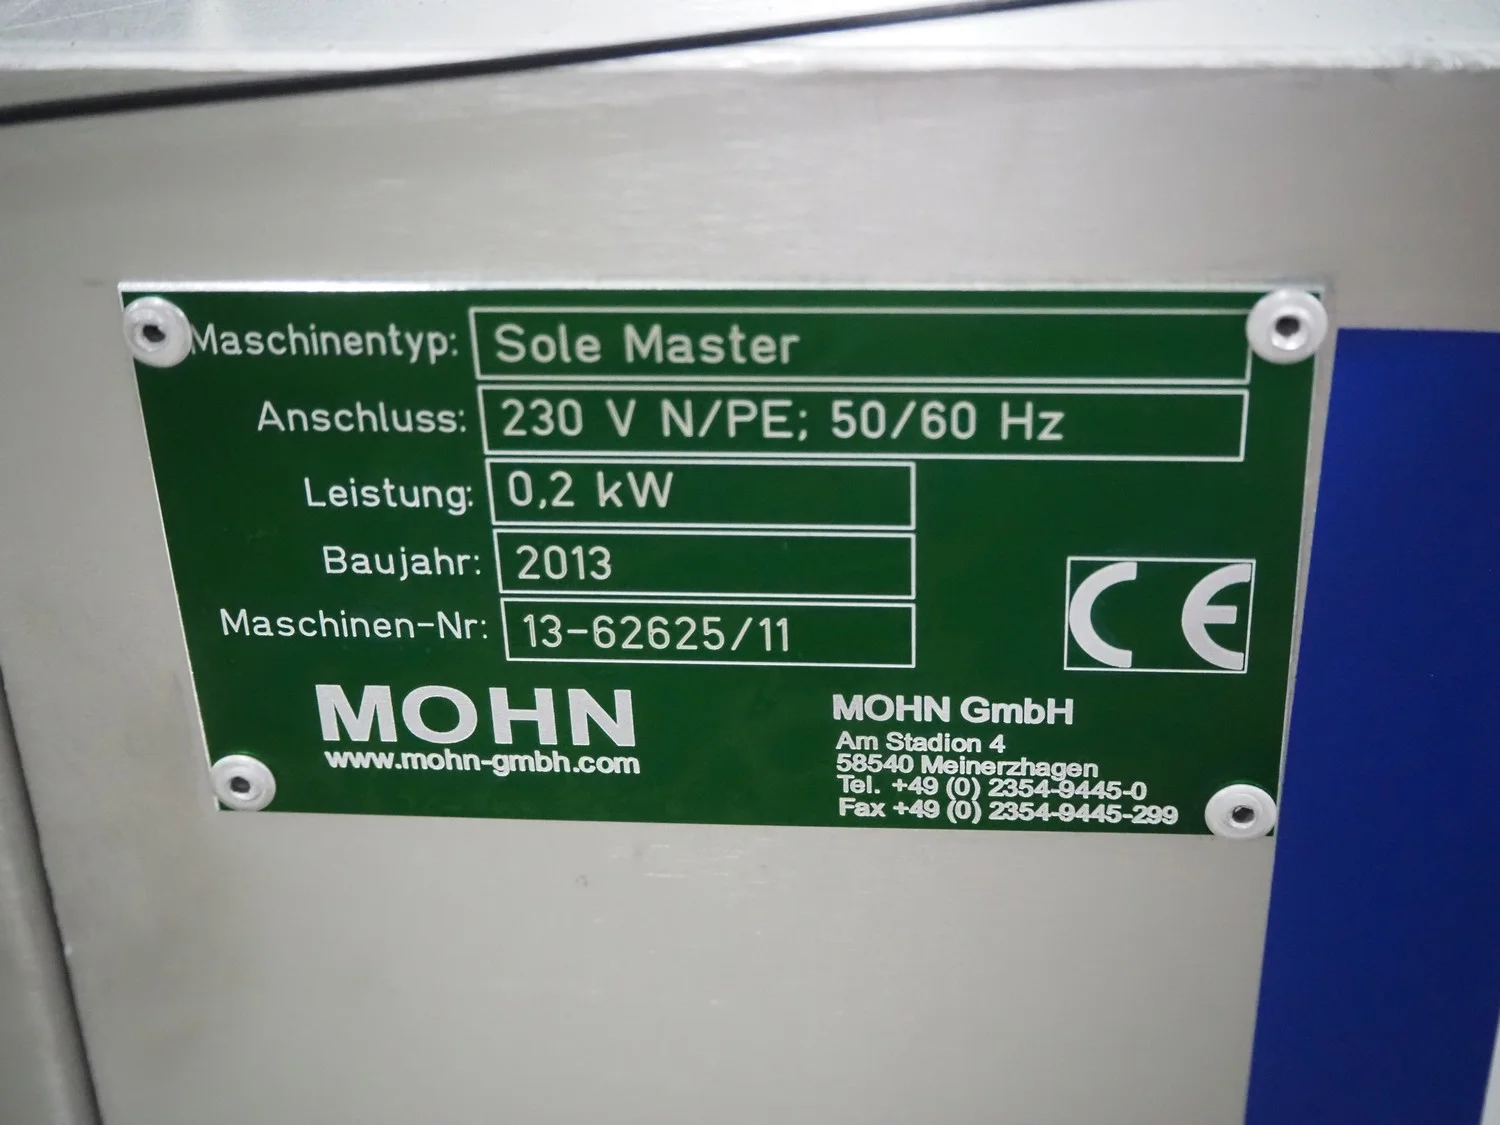 Maschinentyp: Sole Master
Anschluss: 230 V N/PE; 50/60 Hz
Leistung: 0,2 kW
Baujahr: 2013
Maschinen-Nr: 13-62625/11
CE
MOHN
www.mohn-gmbh.com
MOHN GmbH
Am Stadion 4
58540 Meinerzhagen
Tel. +49 (0) 2354-9445-0
Fax +49 (0) 2354-9445-299